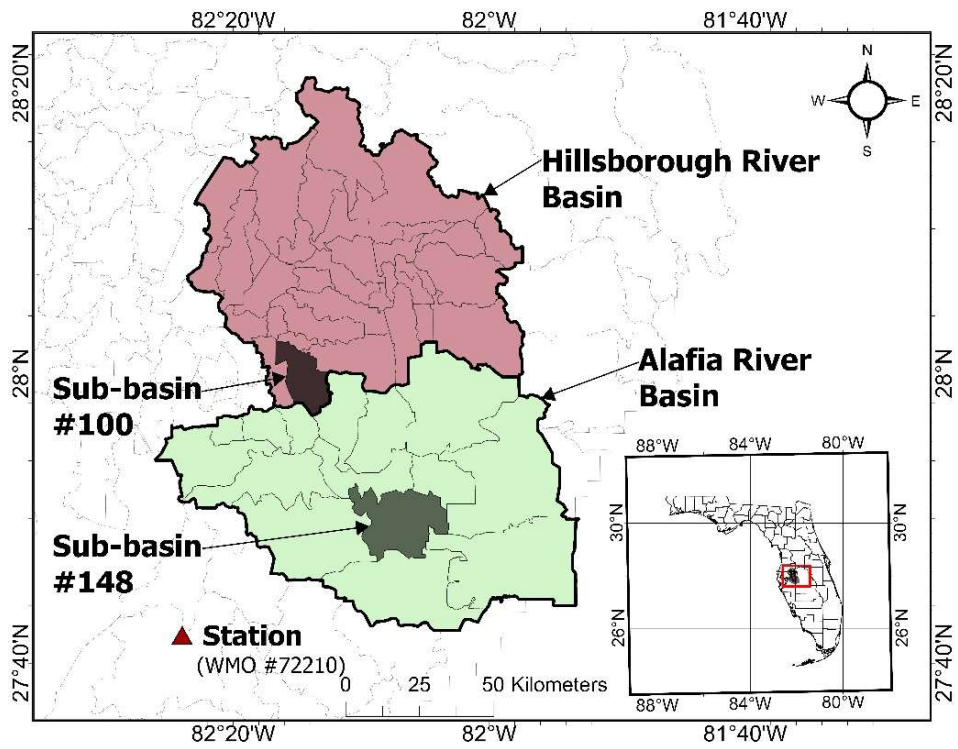 82°20'W 82°W 81°40'W
28°20'N 28°20'N
N
W E
S
Hillsborough River
Basin
28°N 28°N
Alafia River
Basin
Sub-basin
#100
88°W 84°W 80°W
30°N 30°N
Sub-basin
#148
26°N 26°N
Station
(WMO #72210)
27°40'N 27°40'N
0 25 50 Kilometers
88°W 84°W 80°W
82°20'W 82°W 81°40'W